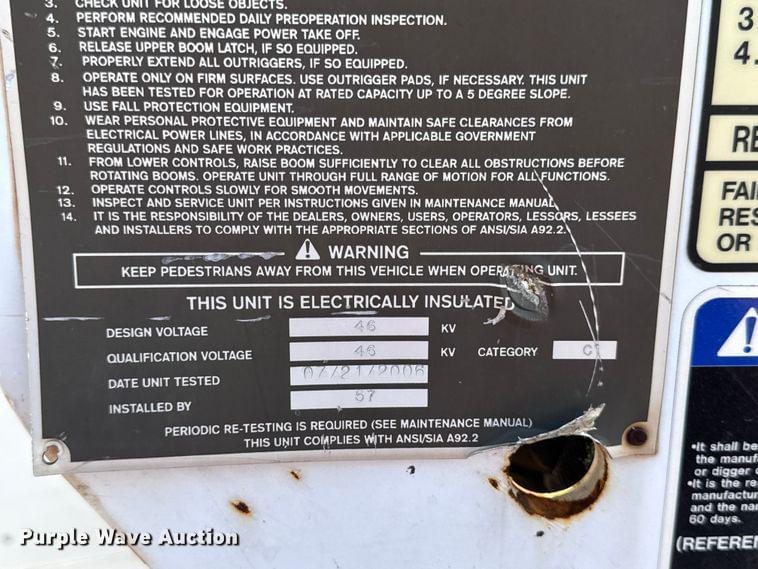 3. CHECK UNIT FOR LOOSE OBJECTS.
4. PERFORM RECOMMENDED DAILY PREOPERATION INSPECTION.
5. START ENGINE AND ENGAGE POWER TAKE OFF.
6. RELEASE UPPER BOOM LATCH, IF SO EQUIPPED.
7. PROPERLY EXTEND ALL OUTRIGGERS, IF SO EQUIPPED.
8. OPERATE ONLY ON FIRM SURFACES. USE OUTRIGGER PADS, IF NECESSARY. THIS UNIT
HAS BEEN TESTED FOR OPERATION AT RATED CAPACITY UP TO A 5 DEGREE SLOPE.
9. USE FALL PROTECTION EQUIPMENT.
10. WEAR PERSONAL PROTECTIVE EQUIPMENT AND MAINTAIN SAFE CLEARANCES FROM
ELECTRICAL POWER LINES, IN ACCORDANCE WITH APPLICABLE GOVERNMENT
REGULATIONS AND SAFE WORK PRACTICES.
11. FROM LOWER CONTROLS, RAISE BOOM SUFFICIENTLY TO CLEAR ALL OBSTRUCTIONS BEFORE
ROTATING BOOMS. OPERATE UNIT THROUGH FULL RANGE OF MOTION FOR ALL FUNCTIONS.
12. OPERATE CONTROLS SLOWLY FOR SMOOTH MOVEMENTS.
13. INSPECT AND SERVICE UNIT PER INSTRUCTIONS GIVEN IN MAINTENANCE MANUAL.
14. IT IS THE RESPONSIBILITY OF THE DEALERS, OWNERS, USERS, OPERATORS, LESSORS, LESSEES
AND INSTALLERS TO COMPLY WITH THE APPROPRIATE SECTIONS OF ANSI/SIA A92.2.
WARNING
KEEP PEDESTRIANS AWAY FROM THIS VEHICLE WHEN OPERATING UNIT.
THIS UNIT IS ELECTRICALLY INSULATED
DESIGN VOLTAGE 46 KV
QUALIFICATION VOLTAGE 46 KV CATEGORY C
DATE UNIT TESTED 07/21/2006
INSTALLED BY 57
PERIODIC RE-TESTING IS REQUIRED (SEE MAINTENANCE MANUAL)
THIS UNIT COMPLIES WITH ANSI/SIA A92.2
3
4.
RE
FAI
RES
OR
•It shall be
the manuf
or digger d
•It is the re
manufactur
and the nam
60 days.
(REFEREN
Purple Wave Auction